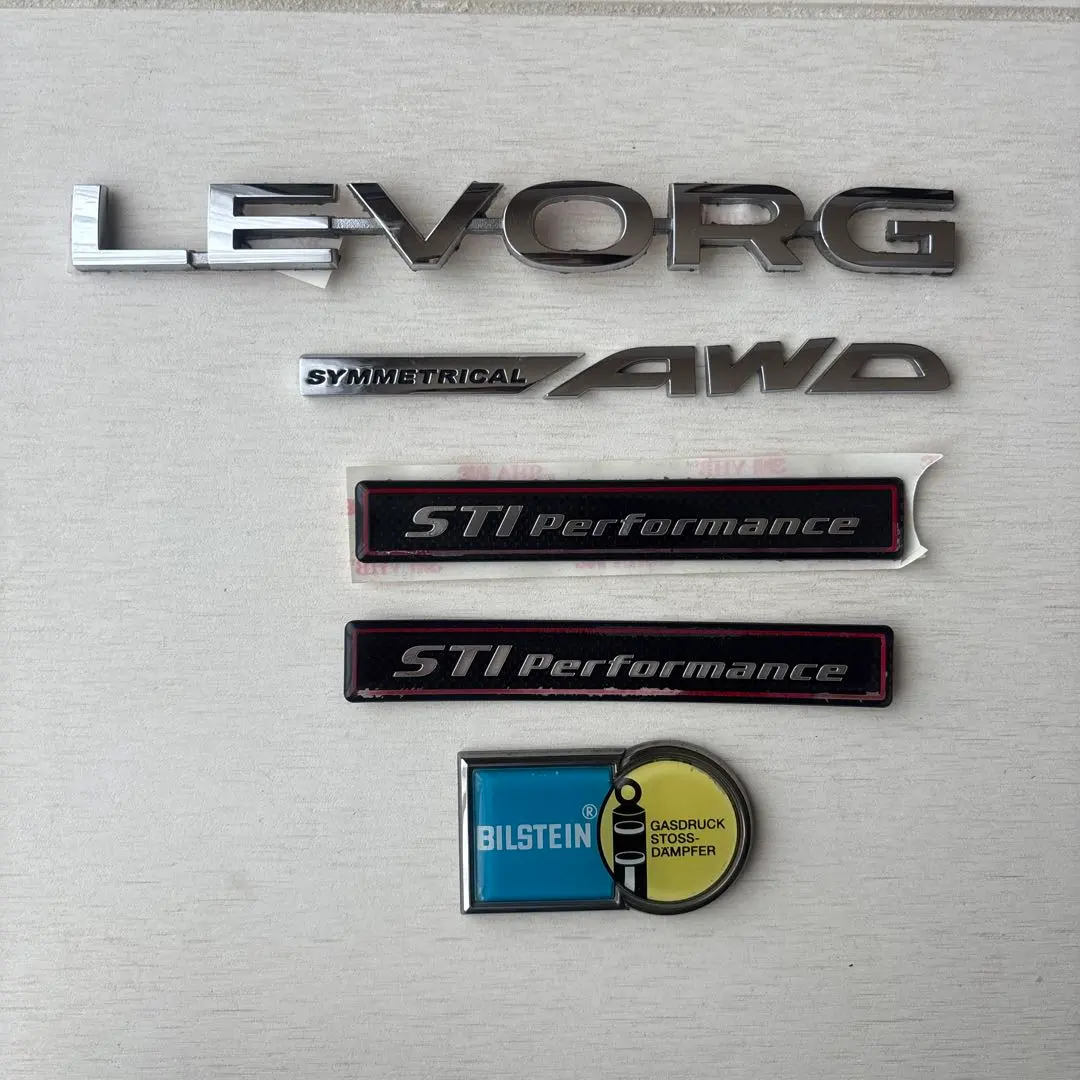 LEVORG
SYMMETRICAL AWD
STI Performance
STI Performance
BILSTEIN®
GASDRUCK
STOSS-
DÄMPFER